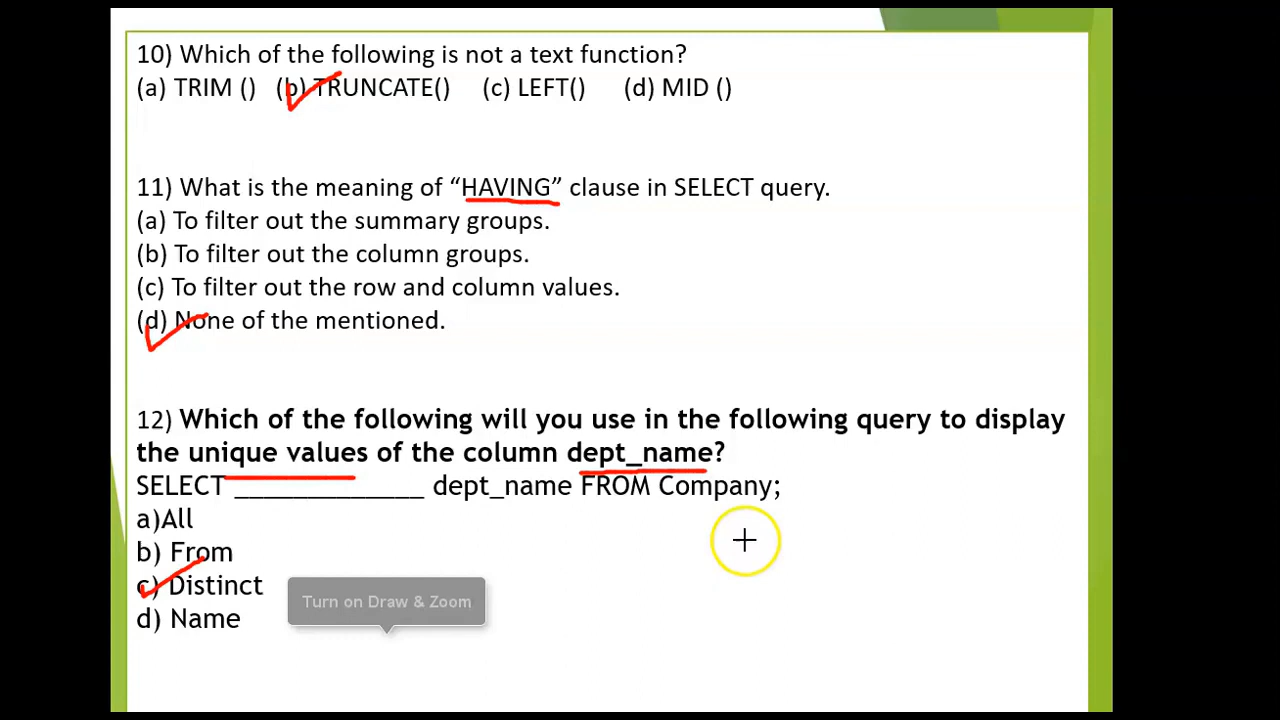 10) Which of the following is not a text function?
(a) TRIM () (b) TRUNCATE() (c) LEFT() (d) MID ()
11) What is the meaning of “HAVING” clause in SELECT query.
(a) To filter out the summary groups.
(b) To filter out the column groups.
(c) To filter out the row and column values.
(d) None of the mentioned.
12) Which of the following will you use in the following query to display
the unique values of the column dept_name?
SELECT _____________ dept_name FROM Company;
a)All
b) From
c) Distinct
Turn on Draw & Zoom
d) Name